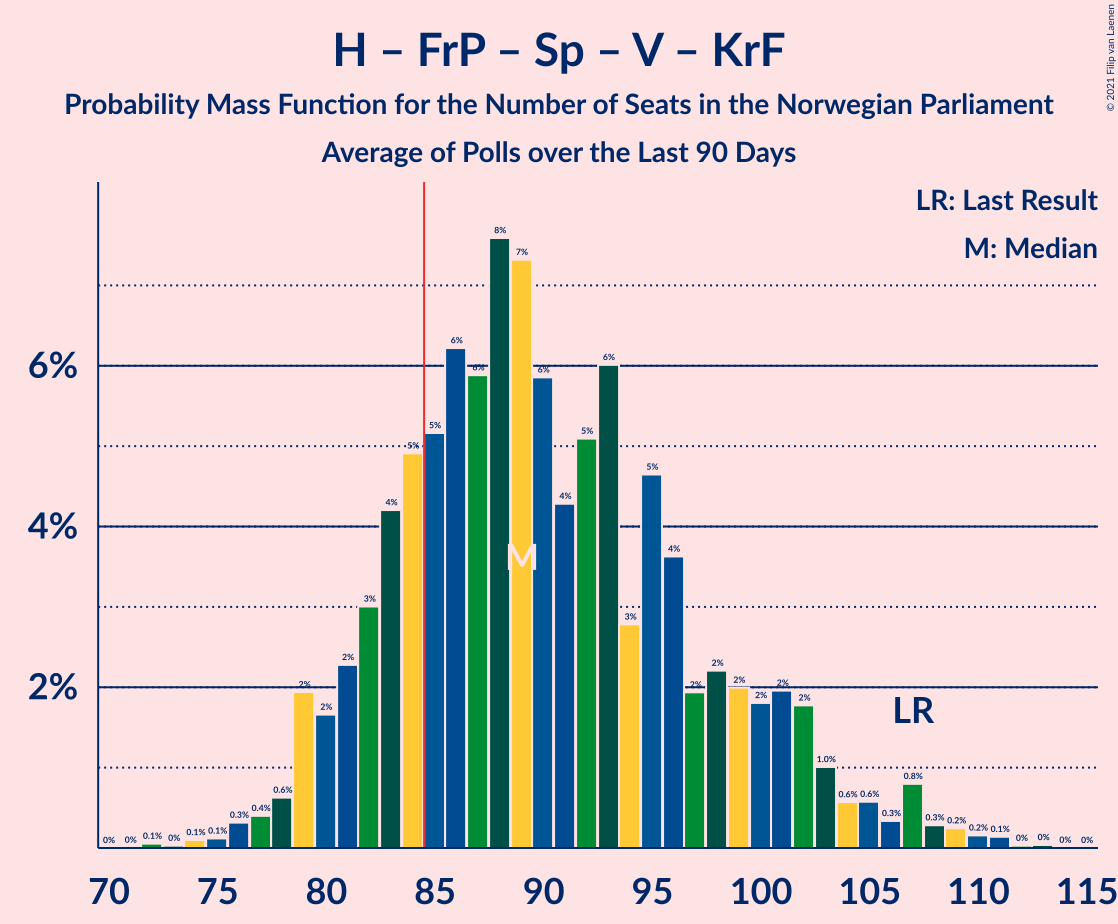 H – FrP – Sp – V – KrF
Probability Mass Function for the Number of Seats in the Norwegian Parliament
Average of Polls over the Last 90 Days
© 2021 Filip van Laenen
LR: Last Result
M: Median
6%
4%
2%
0% 0% 0.1% 0% 0.1% 0.1% 0.3% 0.4% 0.6% 2% 2% 2% 3% 4% 5% 5% 6% 6% 8% 7% 6% 4% 5% 6% 3% 5% 4% 2% 2% 2% 2% 2% 2% 1.0% 0.6% 0.6% 0.3% 0.8% 0.3% 0.2% 0.2% 0.1% 0% 0% 0% 0%
M
LR
70 75 80 85 90 95 100 105 110 115